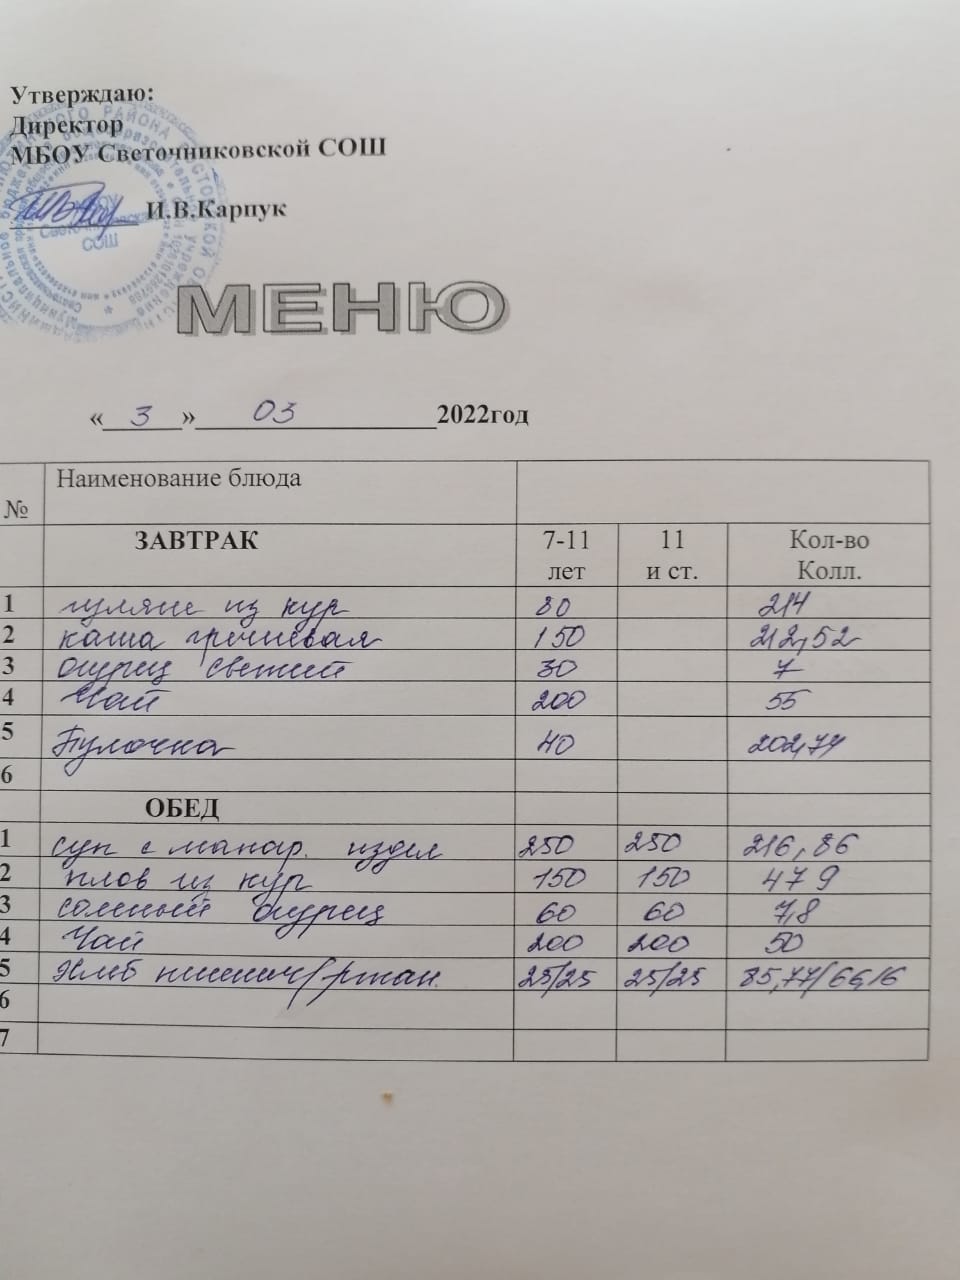 Утверждаю:
Директор
МБОУ Светочниковской СОШ
И.В.Карпук
СОШ
МЕНЮ
« 3 » 03 2022год
№ Наименование блюда
ЗАВТРАК 7-11 лет 11 и ст. Кол-во Колл.
1 гуляш из кур 80 214
2 каша гречневая 150 212,52
3 огурец свежий 30 7
4 Чай 200 55
5 Булочка 40 202,74
6
ОБЕД
1 суп с макар. издел 250 250 216,86
2 плов из кур 150 150 479
3 соленый огурец 60 60 7,8
4 Чай 200 200 50
5 Хлеб пшенич/ржан. 25/25 25/25 85,77/66,16
6
7